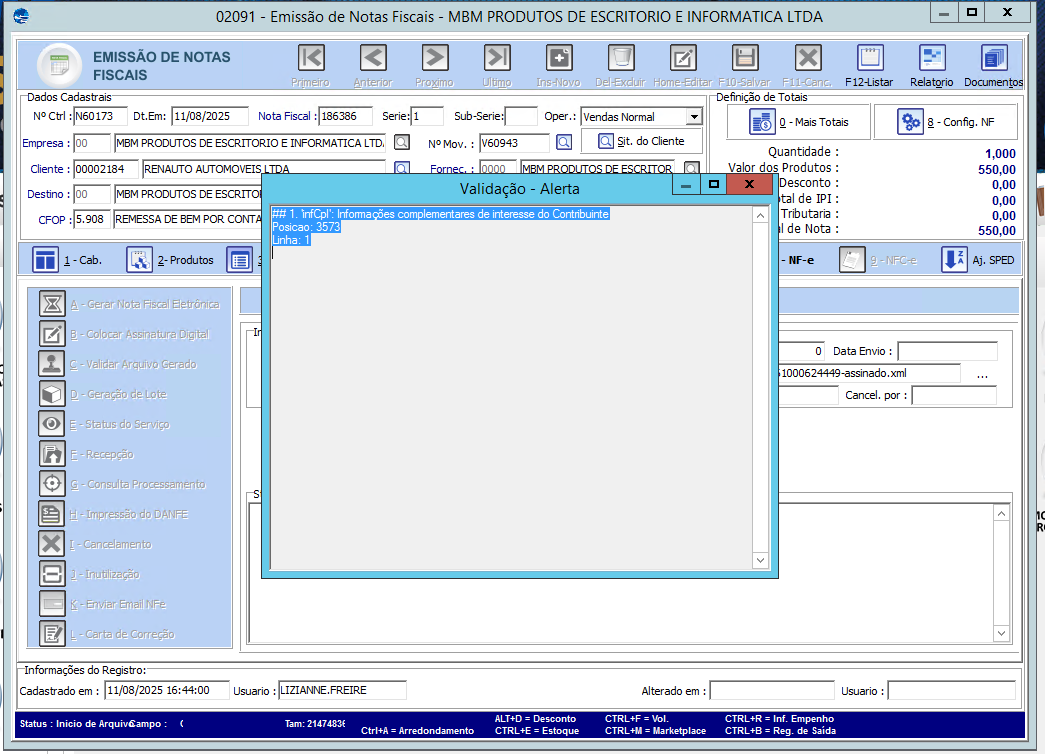 02091 - Emissão de Notas Fiscais - MBM PRODUTOS DE ESCRITORIO E INFORMATICA LTDA
EMISSÃO DE NOTAS FISCAIS
Primeiro Anterior Proximo Ultimo Ins-Novo Del-Excluir Home-Editar F10-Salvar F11-Canc. F12-Listar Relatorio Documentos
Dados Cadastrais
Nº Ctrl : N60173 Dt.Em: 11/08/2025 Nota Fiscal : 186386 Serie: 1 Sub-Serie: Oper.: Vendas Normal
Empresa : 00 MBM PRODUTOS DE ESCRITORIO E INFORMATICA LTD. Nº Mov. : V60943 Sit. do Cliente
Cliente : 00002184 RENAUTO AUTOMOVEIS LTDA Fornec. : 0000 MBM PRODUTOS DE ESCRITOR
Destino : 00 MBM PRODUTOS DE ESCRITO
CFOP : 5.908 REMESSA DE BEM POR CONTA
Definição de Totais
0 - Mais Totais 8 - Config. NF
Quantidade : 1,000
Valor dos Produtos : 550,00
Desconto : 0,00
tal de IPI : 0,00
Tributaria : 0,00
l de Nota : 550,00
1 - Cab. 2- Produtos 3 - NF-e 9 - NFC-e Aj. SPED
Validação - Alerta
## 1. 'infCpl': Informações complementares de interesse do Contribuinte
Posicao: 3573
Linha: 1
A - Gerar Nota Fiscal Eletrônica
B - Colocar Assinatura Digital
C - Validar Arquivo Gerado
D - Geração de Lote
E - Status do Serviço
F - Recepção
G - Consulta Processamento
H - Impressão do DANFE
I - Cancelamento
J - Inutilização
K - Enviar Email NFe
L - Carta de Correção
0 Data Envio :
1000624449-assinado.xml ...
Cancel. por :
Informações do Registro:
Cadastrado em : 11/08/2025 16:44:00 Usuario : LIZIANNE.FREIRE Alterado em : Usuario :
Status : Inicio de Arquivo Campo : ( Tam: 2147483 Ctrl+A = Arredondamento
ALT+D = Desconto CTRL+F = Vol. CTRL+R = Inf. Empenho
CTRL+E = Estoque CTRL+M = Marketplace CTRL+B = Reg. de Saída